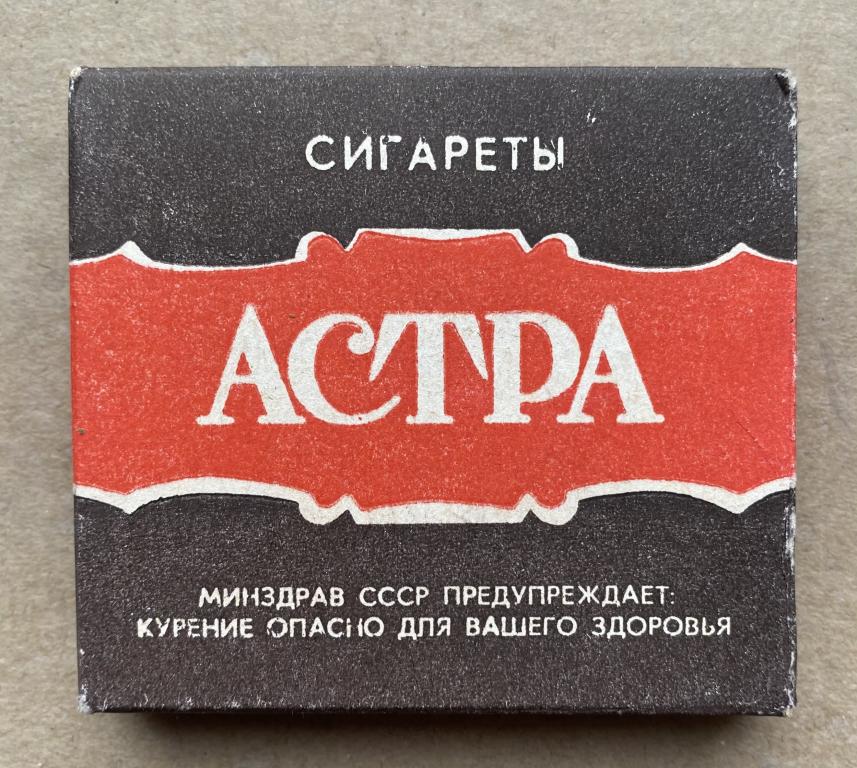 СИГАРЕТЫ
АСТРА
МИНЗДРАВ СССР ПРЕДУПРЕЖДАЕТ:
КУРЕНИЕ ОПАСНО ДЛЯ ВАШЕГО ЗДОРОВЬЯ